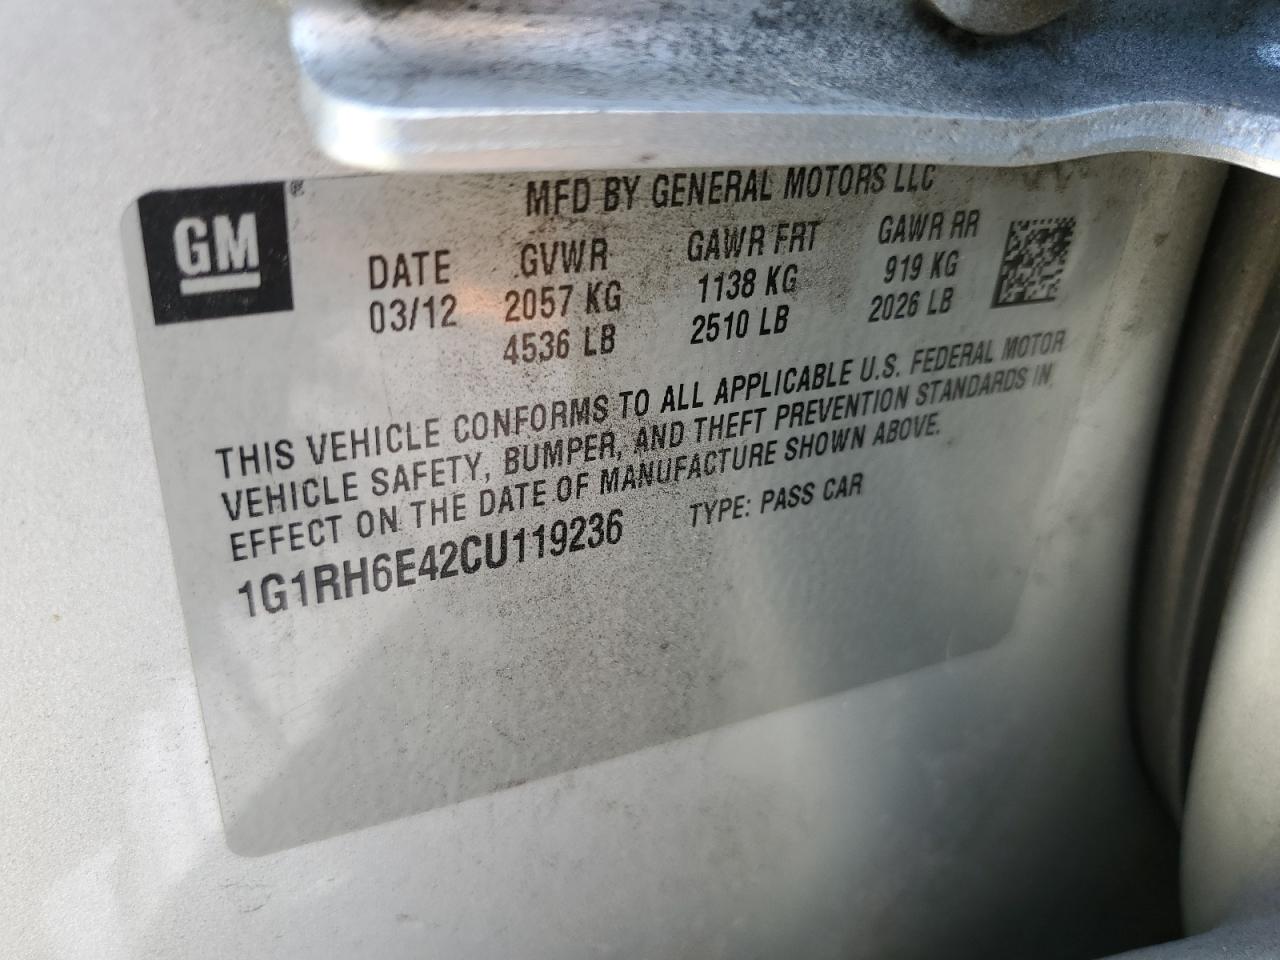 GM®
MFD BY GENERAL MOTORS LLC
DATE GVWR GAWR FRT GAWR RR
03/12 2057 KG 1138 KG 919 KG
4536 LB 2510 LB 2026 LB
THIS VEHICLE CONFORMS TO ALL APPLICABLE U.S. FEDERAL MOTOR
VEHICLE SAFETY, BUMPER, AND THEFT PREVENTION STANDARDS IN
EFFECT ON THE DATE OF MANUFACTURE SHOWN ABOVE.
1G1RH6E42CU119236 TYPE: PASS CAR